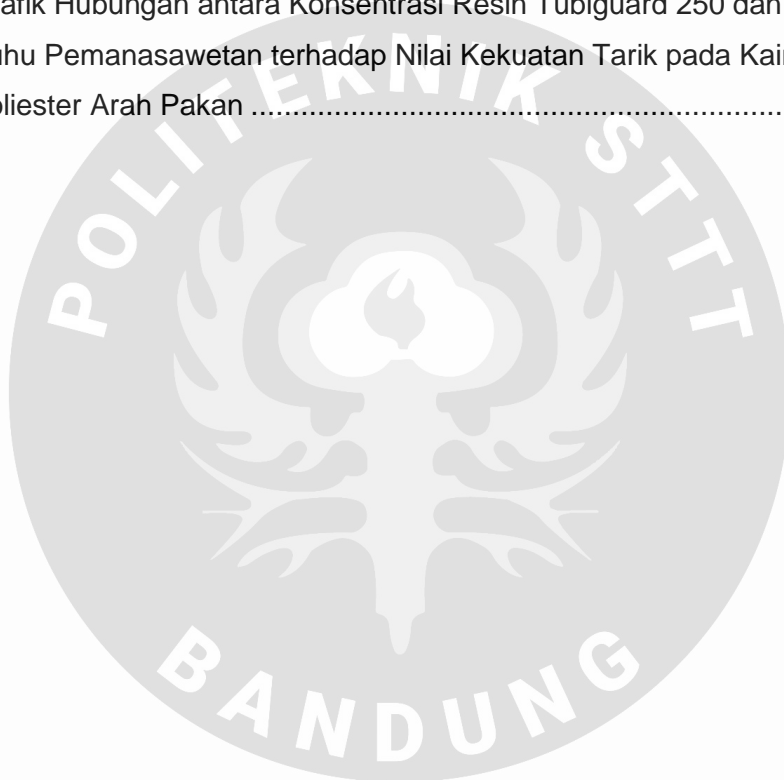 afik Hubungan antara Konsentrasi Resin Tubiguard 250 dan
uhu Pemanasawetan terhadap Nilai Kekuatan Tarik pada Kai
oliester Arah Pakan ....................................................................
POLITEKNIK STTT
BANDUNG